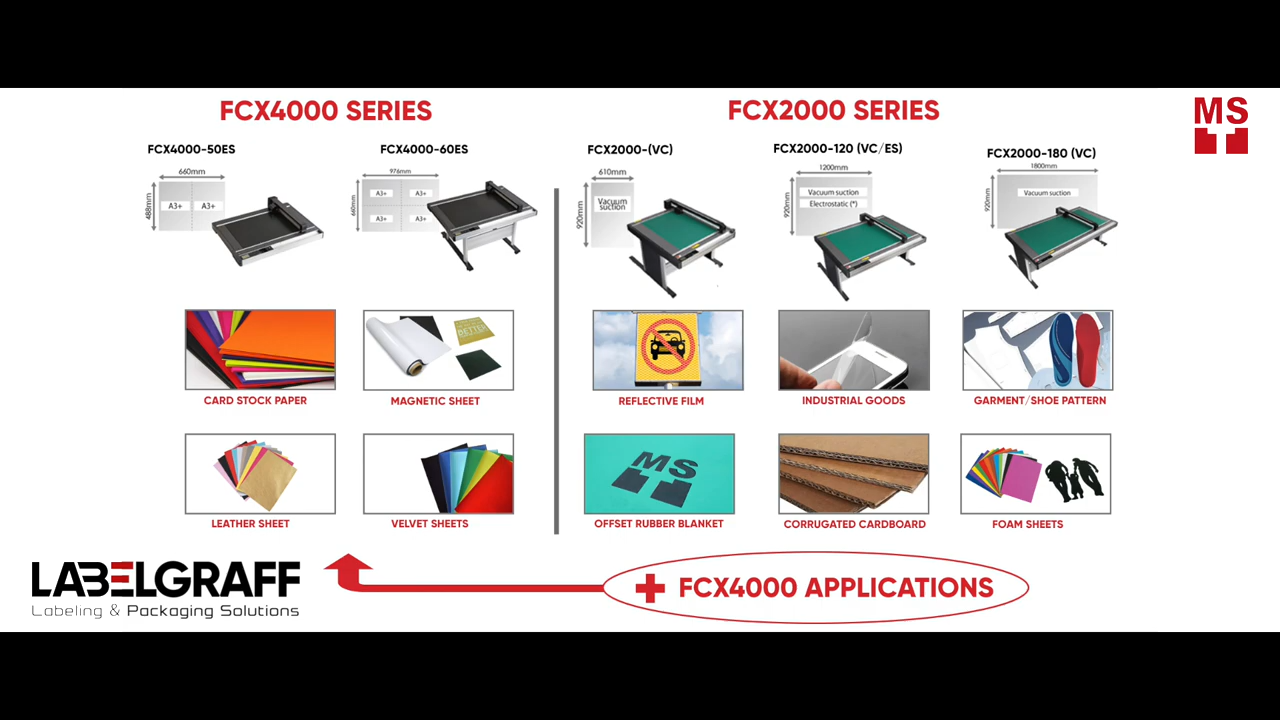 FCX4000 SERIES
FCX2000 SERIES
MS
FCX4000-50ES
FCX4000-60ES
FCX2000-(VC)
FCX2000-120 (VC/ES)
FCX2000-180 (VC)
660mm
488mm
A3+ A3+
976mm
660mm
A3+ A3+
A3+ A3+
610mm
920mm
Vacuum
suction
1200mm
920mm
Vacuum suction
Electrostatic (*)
1800mm
920mm
Vacuum suction
CARD STOCK PAPER
MAGNETIC SHEET
REFLECTIVE FILM
INDUSTRIAL GOODS
GARMENT/SHOE PATTERN
MS
LEATHER SHEET
VELVET SHEETS
OFFSET RUBBER BLANKET
CORRUGATED CARDBOARD
FOAM SHEETS
LABELGRAFF
Labeling & Packaging Solutions
+ FCX4000 APPLICATIONS